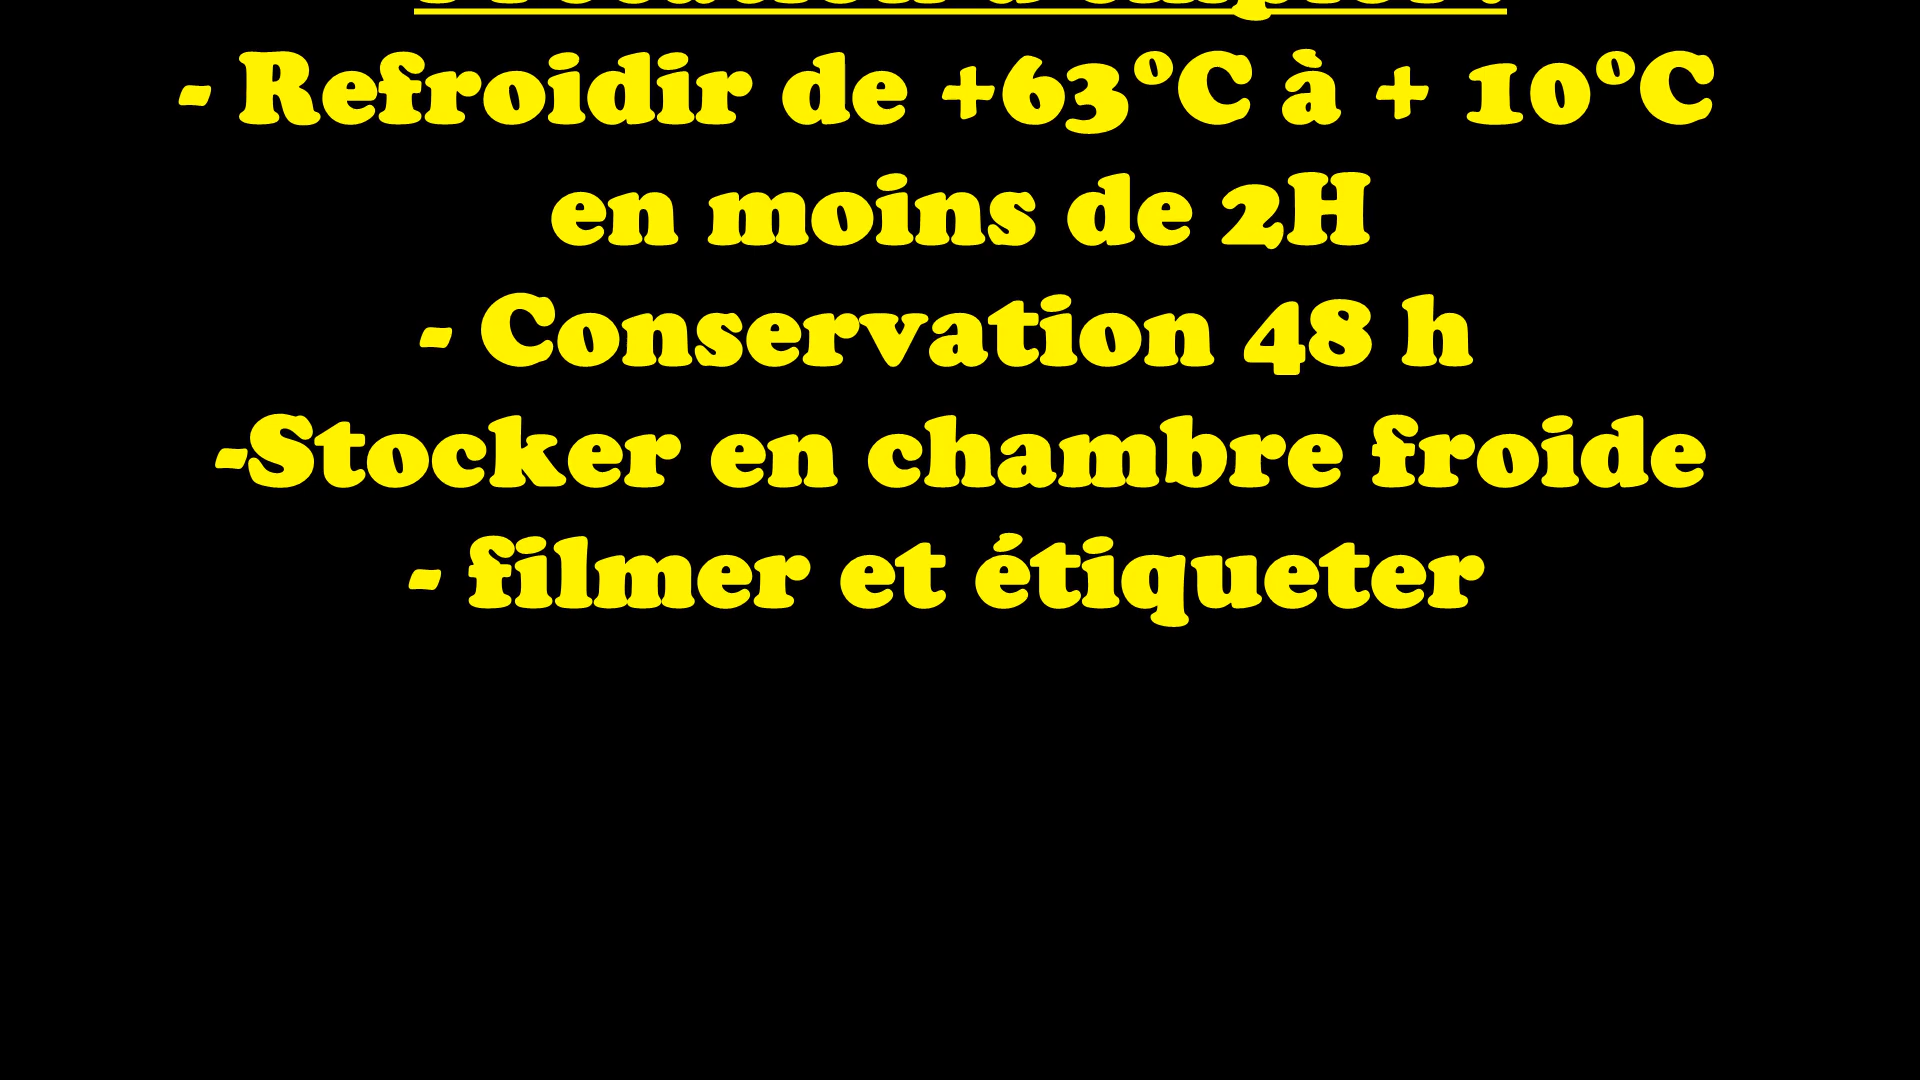 - Refroidir de +63°C à + 10°C
en moins de 2H
- Conservation 48 h
-Stocker en chambre froide
- filmer et étiqueter